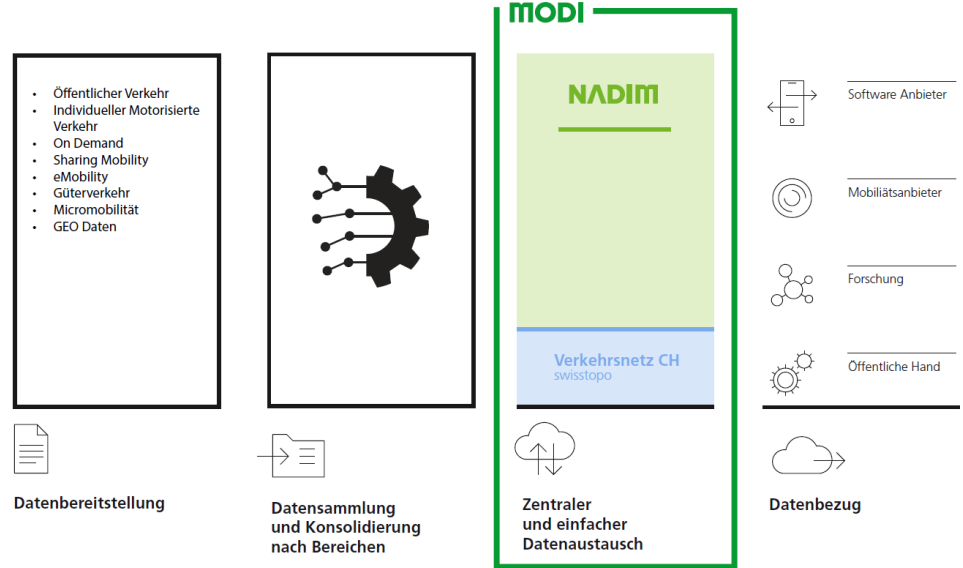 MODI
• Öffentlicher Verkehr
• Individueller Motorisierte
Verkehr
• On Demand
• Sharing Mobility
• eMobility
• Güterverkehr
• Micromobilität
• GEO Daten
NADIM
Verkehrsnetz CH
swisstopo
Software Anbieter
Mobiliätsanbieter
Forschung
Öffentliche Hand
Datenbereitstellung
Datensammlung
und Konsolidierung
nach Bereichen
Zentraler
und einfacher
Datenaustausch
Datenbezug